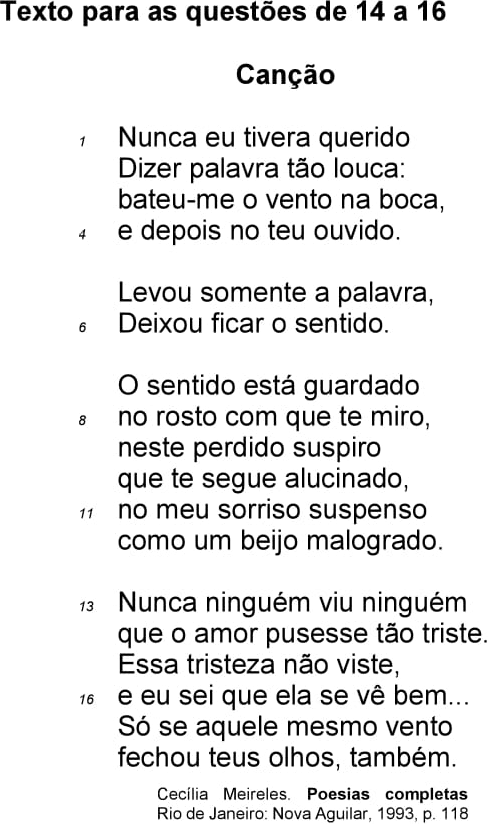 Texto para as questões de 14 a 16
Canção
1 Nunca eu tivera querido
Dizer palavra tão louca:
bateu-me o vento na boca,
4 e depois no teu ouvido.
Levou somente a palavra,
6 Deixou ficar o sentido.
O sentido está guardado
8 no rosto com que te miro,
neste perdido suspiro
que te segue alucinado,
11 no meu sorriso suspenso
como um beijo malogrado.
13 Nunca ninguém viu ninguém
que o amor pusesse tão triste.
Essa tristeza não viste,
16 e eu sei que ela se vê bem...
Só se aquele mesmo vento
fechou teus olhos, também.
Cecília Meireles. Poesias completas
Rio de Janeiro: Nova Aguilar, 1993, p. 118